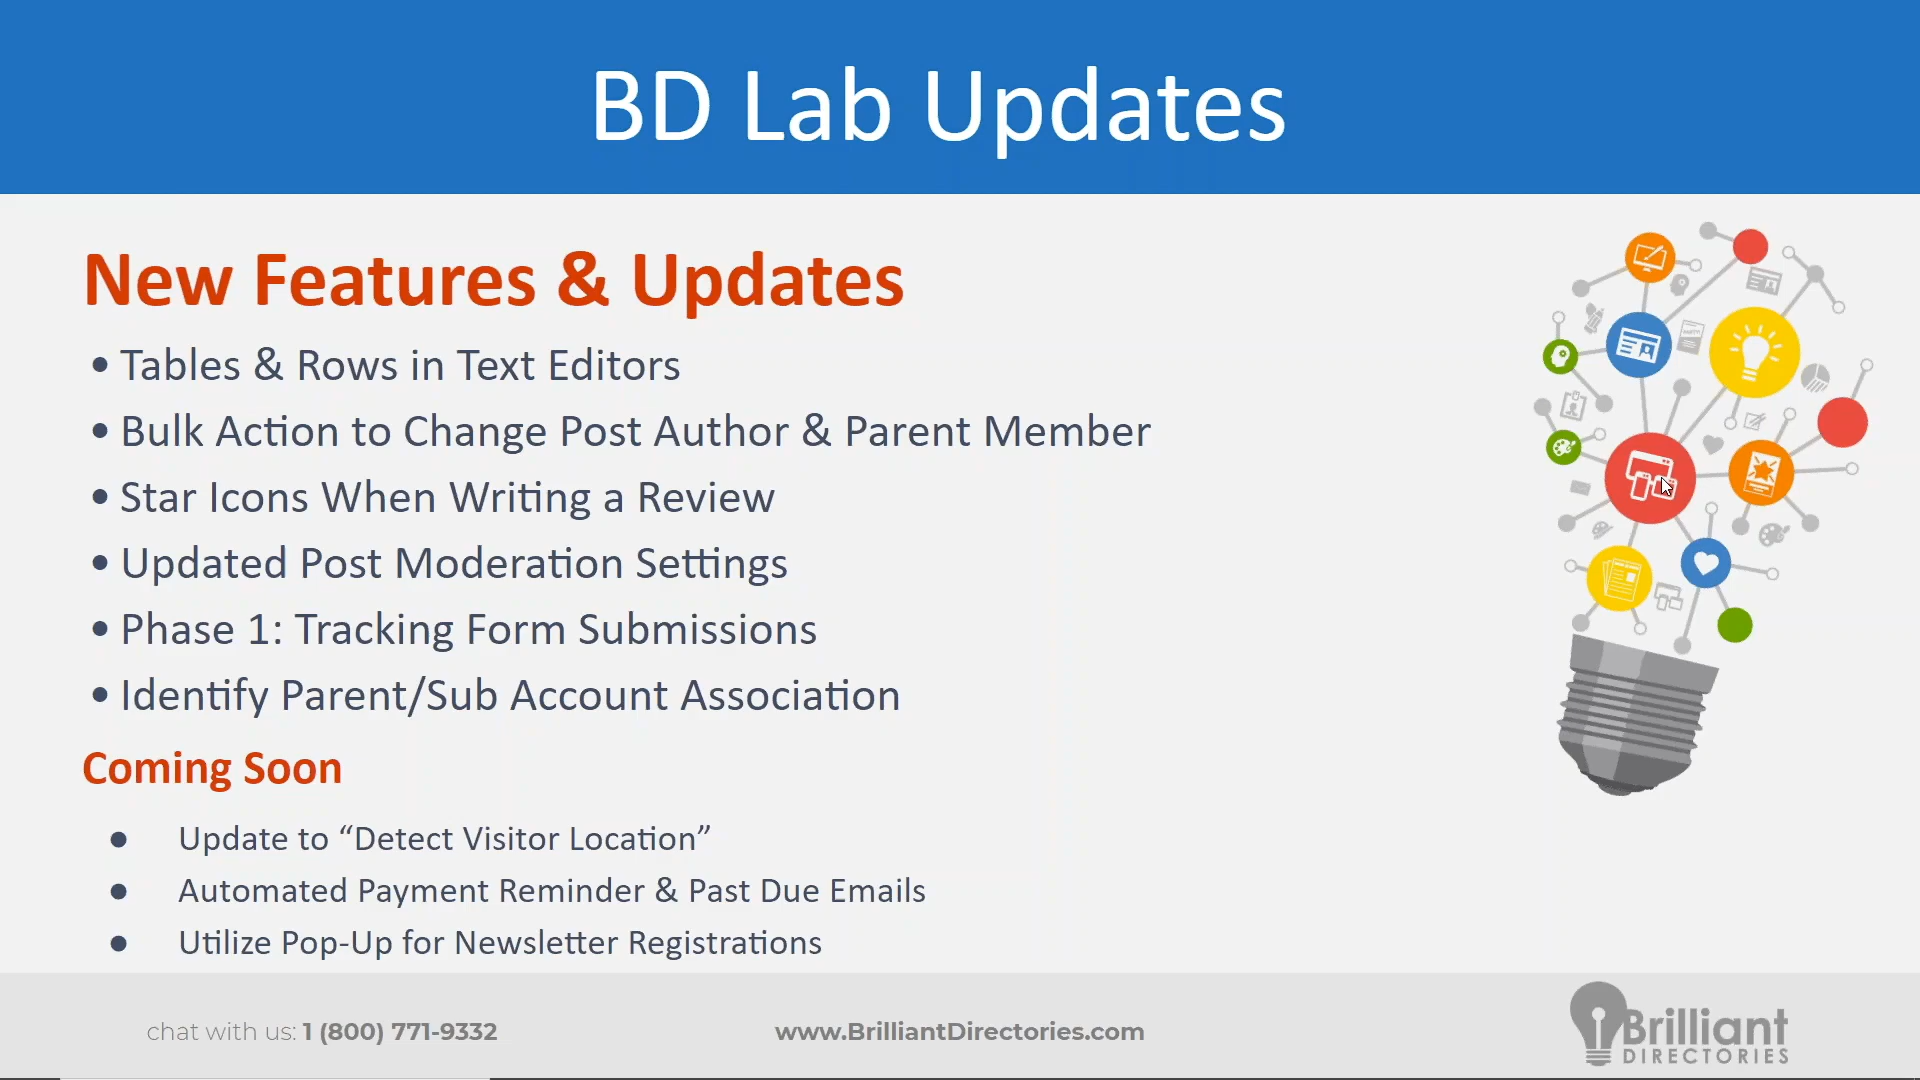 BD Lab Updates
New Features & Updates
• Tables & Rows in Text Editors
• Bulk Action to Change Post Author & Parent Member
• Star Icons When Writing a Review
• Updated Post Moderation Settings
• Phase 1: Tracking Form Submissions
• Identify Parent/Sub Account Association
Coming Soon
● Update to “Detect Visitor Location”
● Automated Payment Reminder & Past Due Emails
● Utilize Pop-Up for Newsletter Registrations
chat with us: 1 (800) 771-9332
www.BrilliantDirectories.com
Brilliant
DIRECTORIES